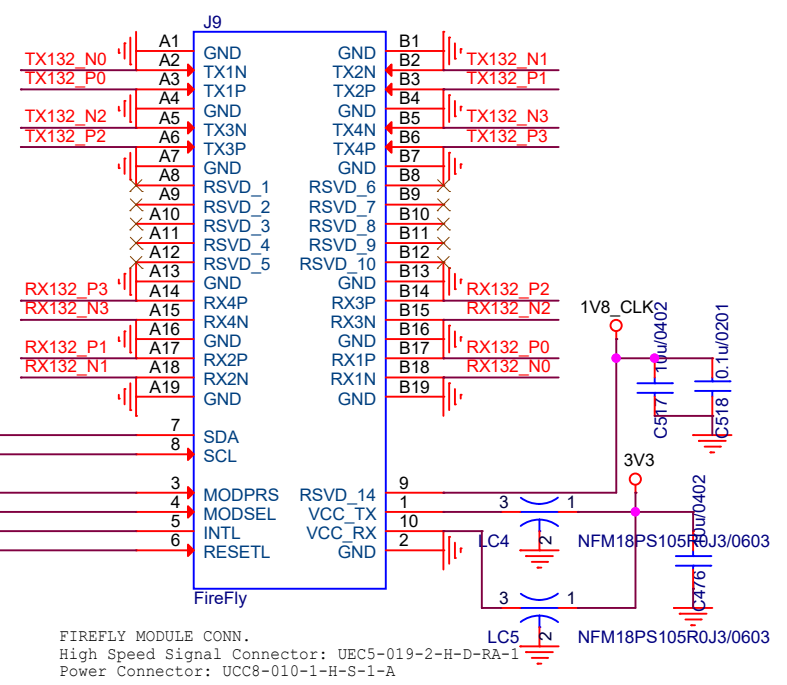 J9
A1 GND GND B1
TX132_N0 A2 TX1N TX2N B2 TX132_N1
TX132_P0 A3 TX1P TX2P B3 TX132_P1
A4 GND GND B4
TX132_N2 A5 TX3N TX4N B5 TX132_N3
TX132_P2 A6 TX3P TX4P B6 TX132_P3
A7 GND GND B7
A8 RSVD_1 RSVD_6 B8
A9 RSVD_2 RSVD_7 B9
A10 RSVD_3 RSVD_8 B10
A11 RSVD_4 RSVD_9 B11
A12 RSVD_5 RSVD_10 B12
A13 GND GND B13
RX132_P3 A14 RX4P RX3P B14 RX132_P2
RX132_N3 A15 RX4N RX3N B15 RX132_N2
A16 GND GND B16
RX132_P1 A17 RX2P RX1P B17 RX132_P0
RX132_N1 A18 RX2N RX1N B18 RX132_N0
A19 GND GND B19
1V8_CLK
C517 10u/0402
C518 0.1u/0201
7 SDA
8 SCL
3V3
3 MODPRS RSVD_14 9
4 MODSEL VCC_TX 1
5 INTL VCC_RX 10
6 RESETL GND 2
3 1
LC4 2 NFM18PS105R0J3/0603
C476
3 1
LC5 2 NFM18PS105R0J3/0603
FireFly
FIREFLY MODULE CONN.
High Speed Signal Connector: UEC5-019-2-H-D-RA-1
Power Connector: UCC8-010-1-H-S-1-A